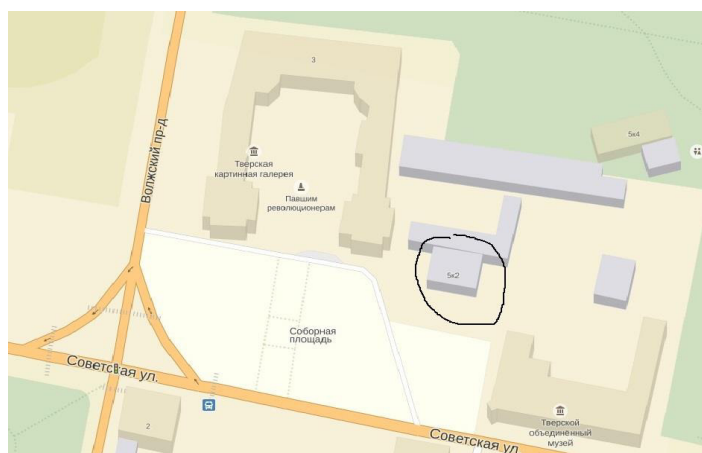 3
5к4
Волжский пр-д
Тверская
картинная галерея
Павшим
революционерам
5к2
Соборная
площадь
Советская ул.
2
Советская ул
Тверской
объединённый
музей